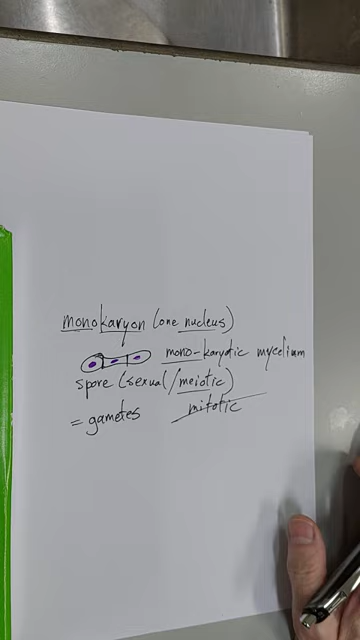 monokaryon (one nucleus)
mono-karyotic mycelium
spore (sexual/meiotic)
= gametes mitotic